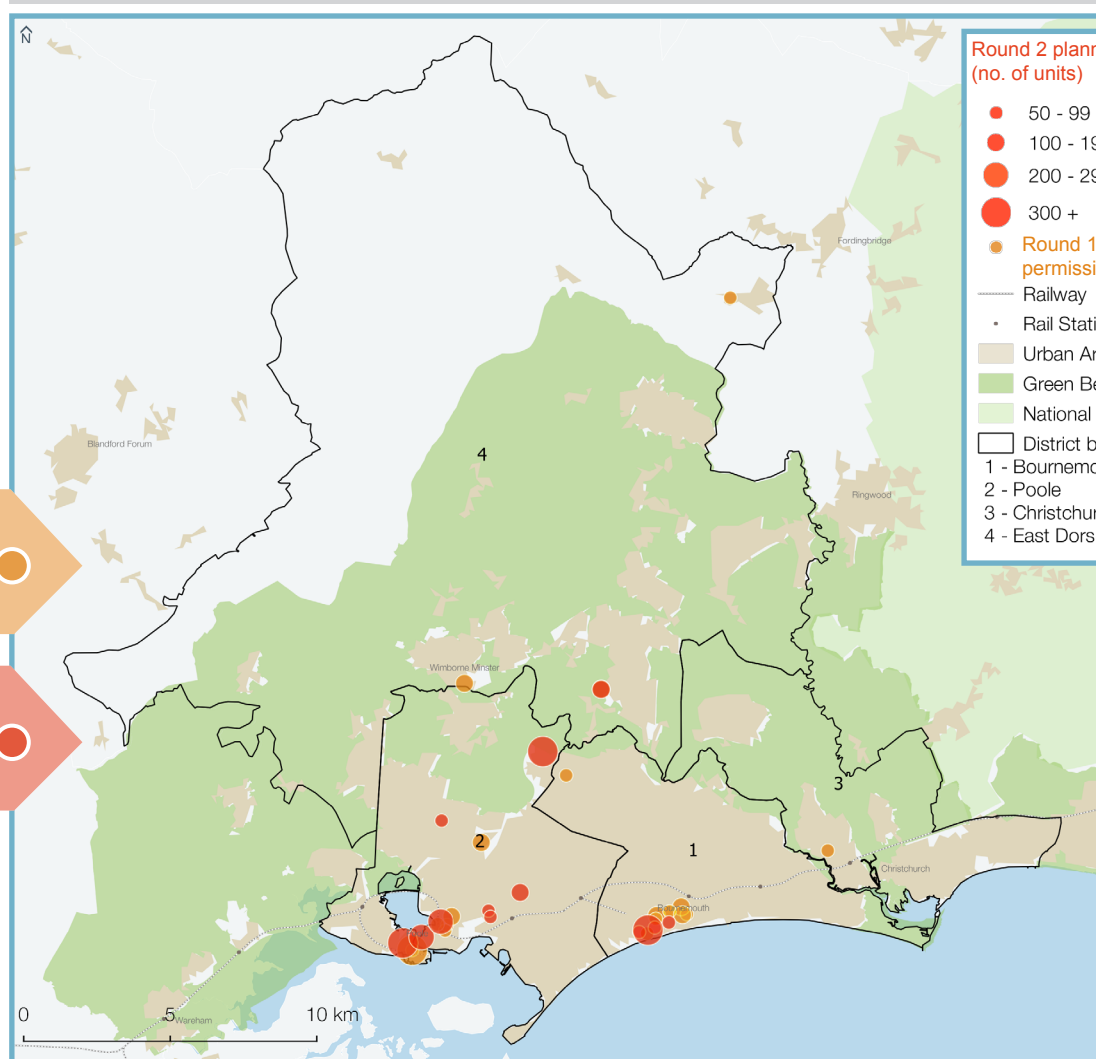 N
Round 2 plann
(no. of units)
50 - 99
100 - 19
200 - 29
300 +
Round 1
permissi
Railway
Rail Stati
Urban Ar
Green Be
National
District b
1 - Bournemo
2 - Poole
3 - Christchur
4 - East Dors
Fordingbridge
Blandford Forum
4
Ringwood
Wimborne Minster
3
2
1
Christchurch
Bournemouth
Wareham
0 5 10 km